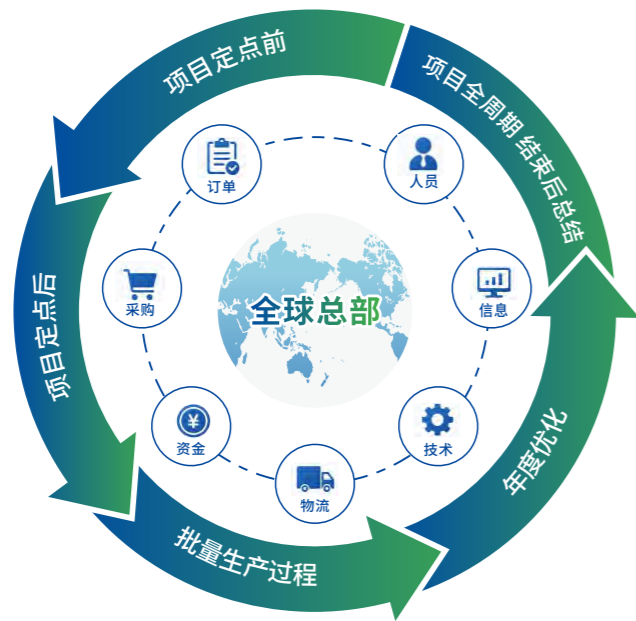 项目定点前
项目全周期 结束后总结
订单
人员
采购
信息
全球总部
项目定点后
资金
技术
物流
年度优化
批量生产过程